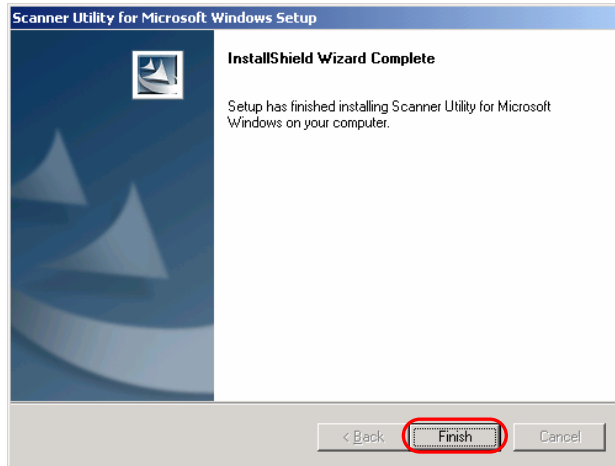 Scanner Utility for Microsoft Windows Setup
InstallShield Wizard Complete
Setup has finished installing Scanner Utility for Microsoft
Windows on your computer.
< Back Finish Cancel